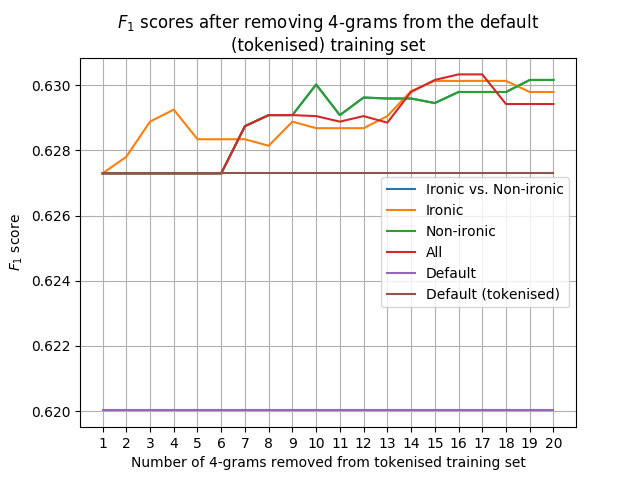 F₁ scores after removing 4-grams from the default
(tokenised) training set
F₁ score
0.630
0.628
0.626
0.624
0.622
0.620
Ironic vs. Non-ironic
Ironic
Non-ironic
All
Default
Default (tokenised)
1 2 3 4 5 6 7 8 9 10 11 12 13 14 15 16 17 18 19 20
Number of 4-grams removed from tokenised training set